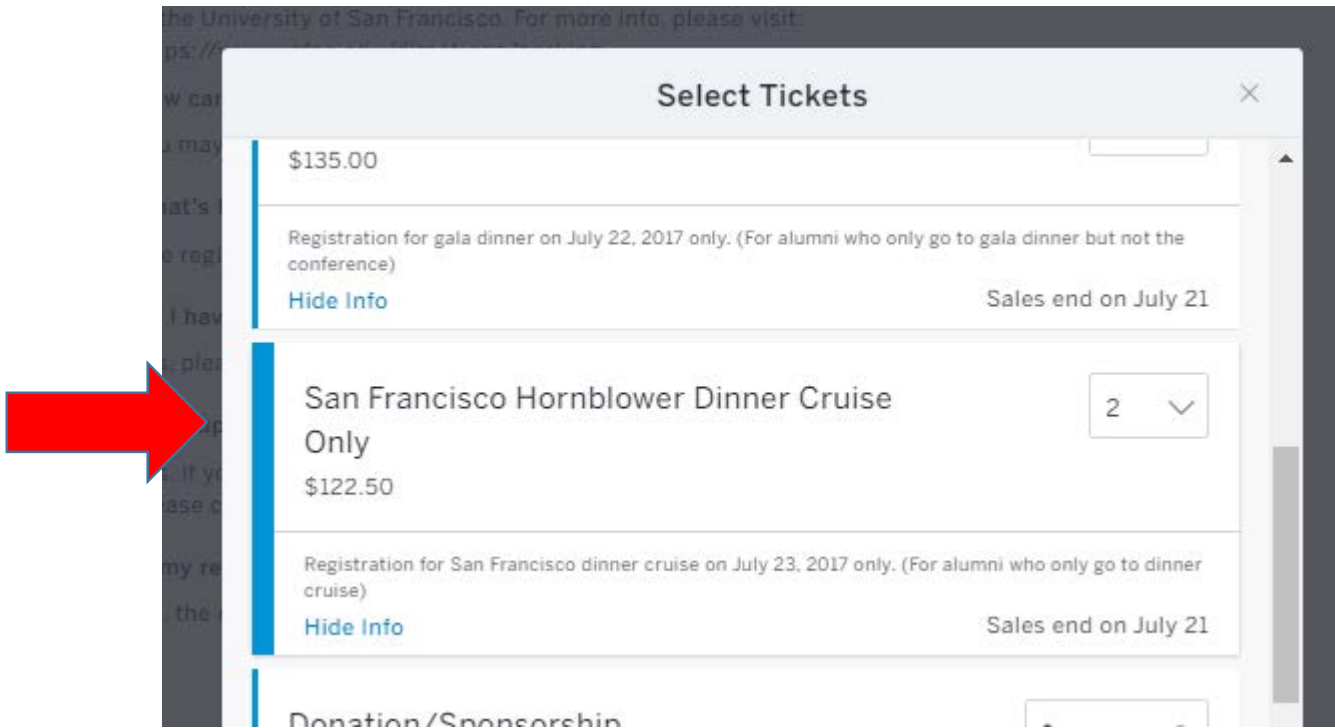 the University of San Francisco. For more info, please visit:
Select Tickets
$135.00
Registration for gala dinner on July 22, 2017 only. (For alumni who only go to gala dinner but not the
conference)
Hide Info
Sales end on July 21
San Francisco Hornblower Dinner Cruise
Only
2
$122.50
Registration for San Francisco dinner cruise on July 23, 2017 only. (For alumni who only go to dinner
cruise)
Hide Info
Sales end on July 21
Donation/Sponsorship